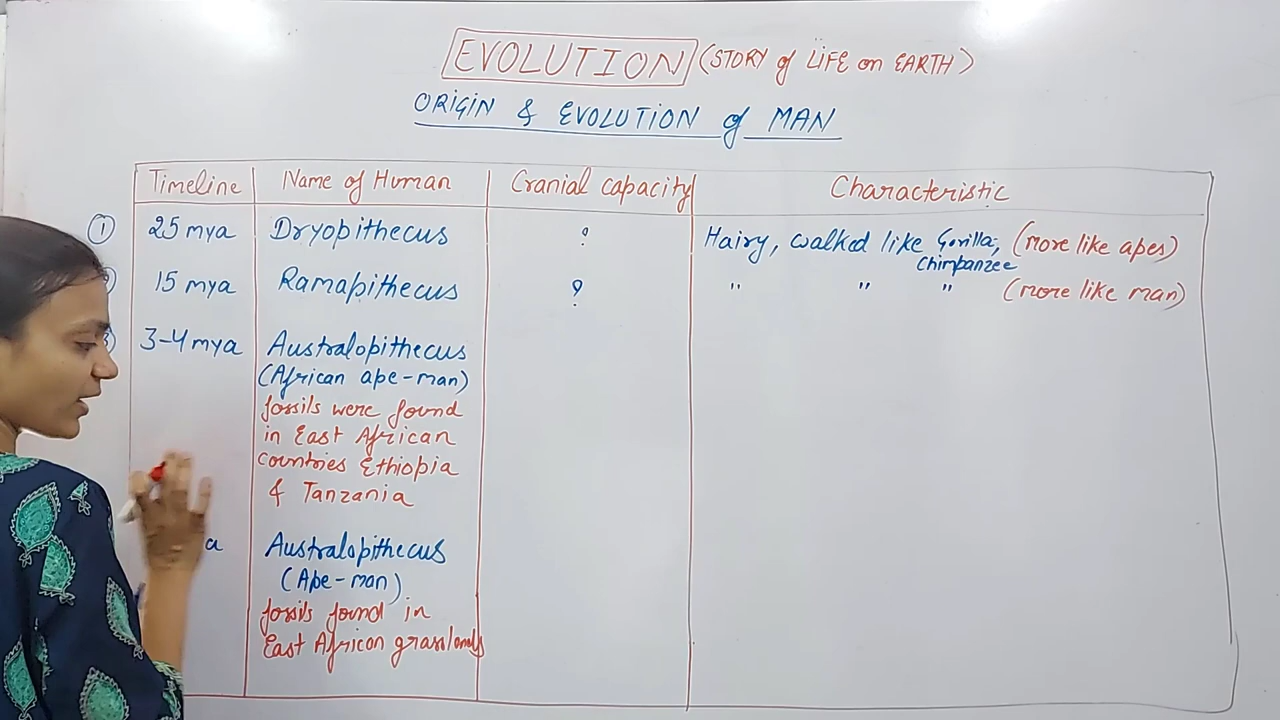 EVOLUTION (STORY of LIFE on EARTH)
ORIGIN & EVOLUTION of MAN
Timeline Name of Human Cranial capacity Characteristic
① 25 mya Dryopithecus ? Hairy, walked like Gorilla, (more like apes)
Chimpanzee
15 mya Ramapithecus ? " " " (more like man)
3-4 mya Australopithecus
(African ape-man)
fossils were found
in East African
countries Ethiopia
& Tanzania
a Australopithecus
(Ape-man)
fossils found in
East African grasslands